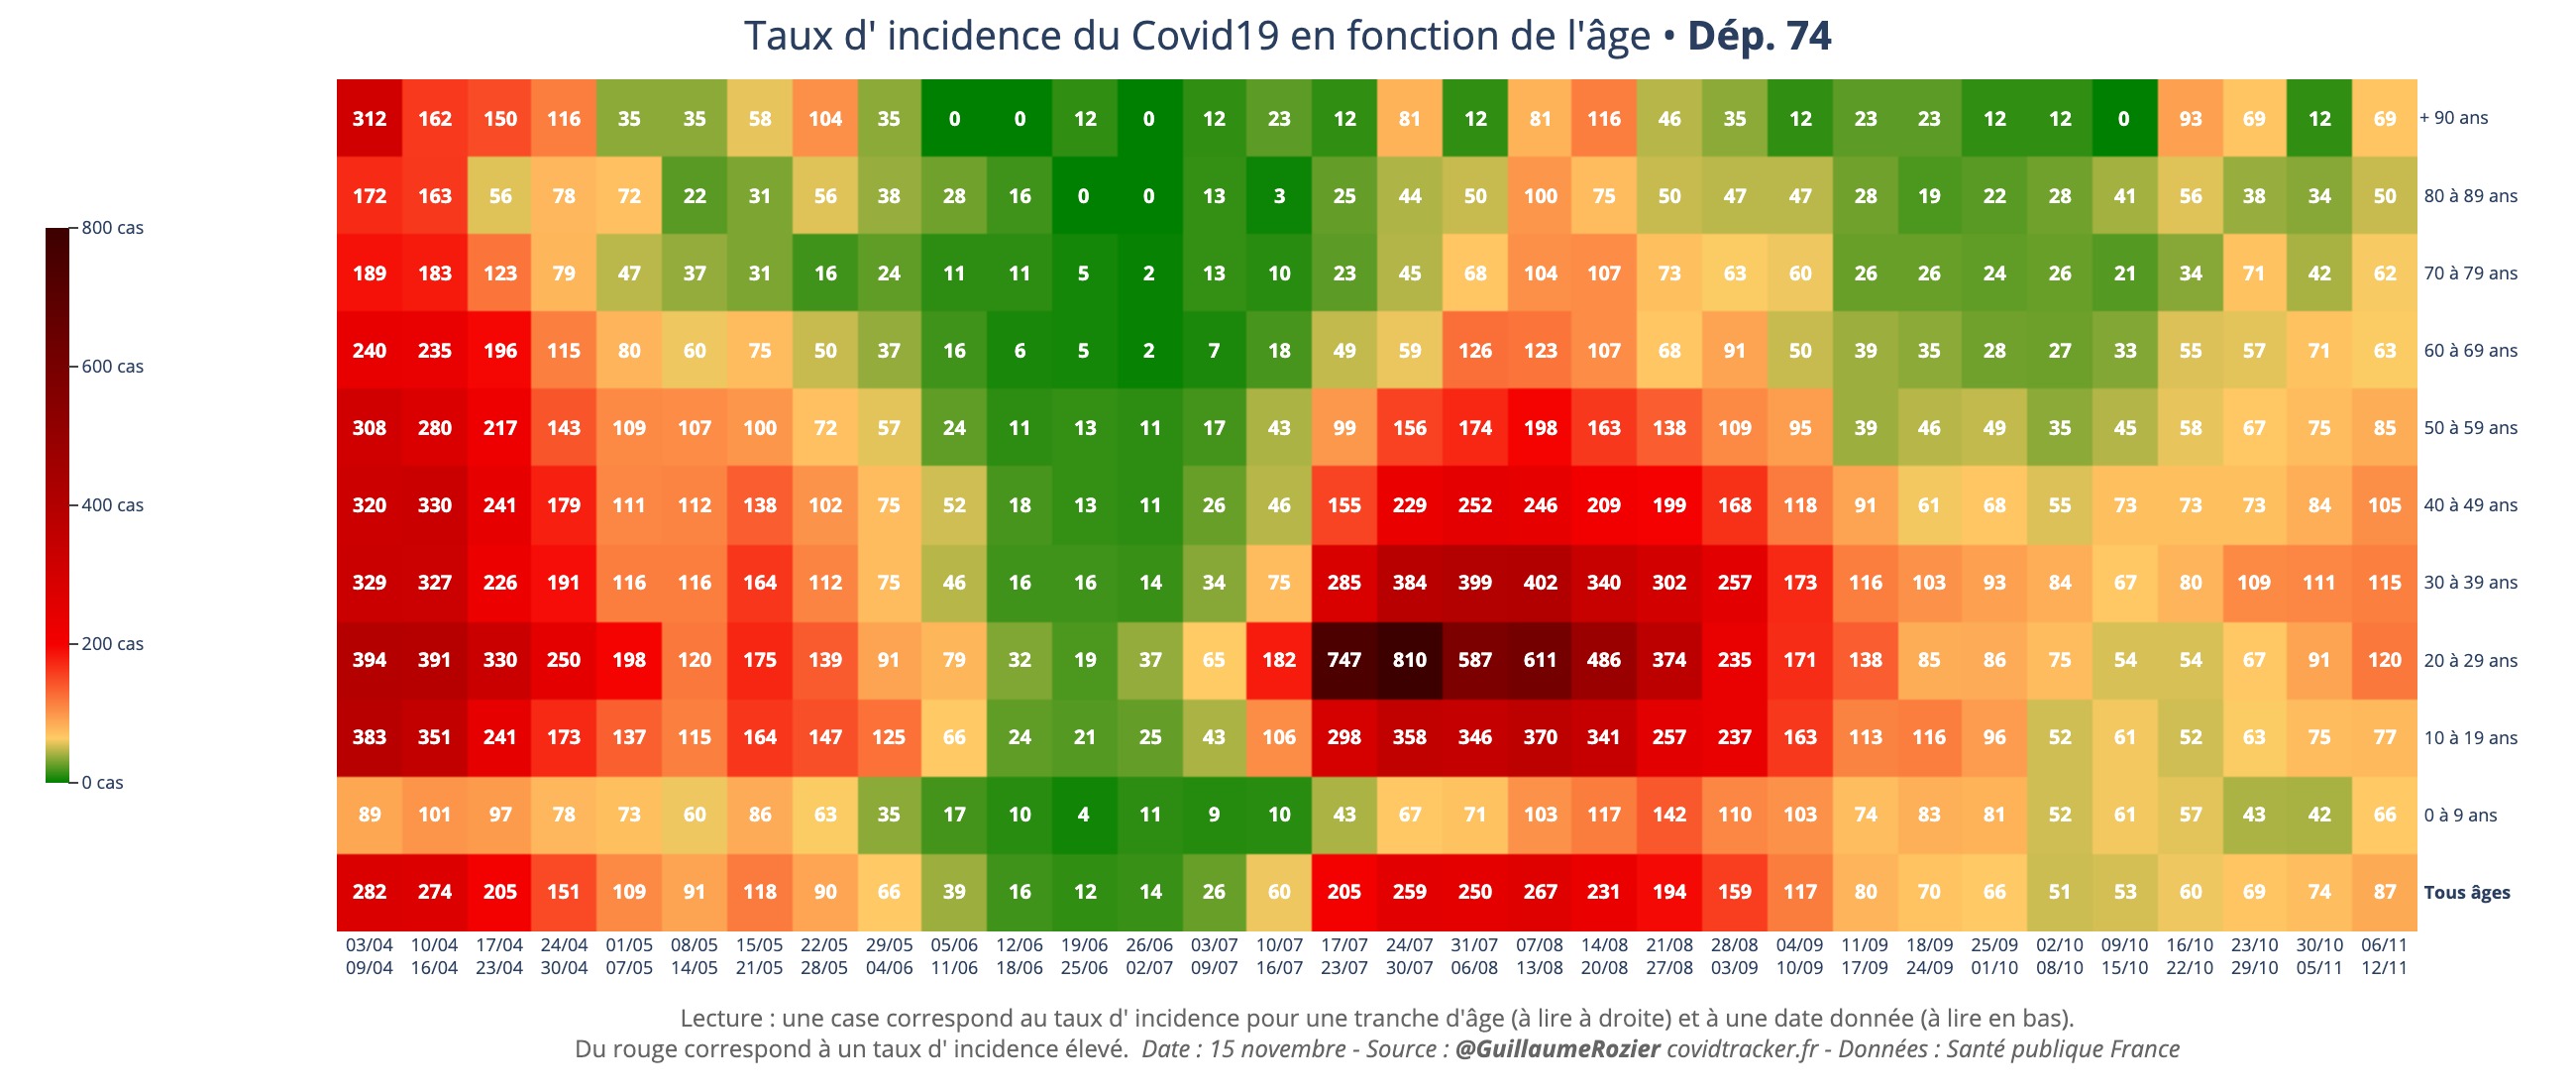 Taux d' incidence du Covid19 en fonction de l'âge • Dép. 74
800 cas
600 cas
400 cas
200 cas
0 cas
312 162 150 116 35 35 58 104 35 0 0 12 0 12 23 12 81 12 81 116 46 35 12 23 23 12 12 0 93 69 12 69 + 90 ans
172 163 56 78 72 22 31 56 38 28 16 0 0 13 3 25 44 50 100 75 50 47 47 28 19 22 28 41 56 38 34 50 80 à 89 ans
189 183 123 79 47 37 31 16 24 11 11 5 2 13 10 23 45 68 104 107 73 63 60 26 26 24 26 21 34 71 42 62 70 à 79 ans
240 235 196 115 80 60 75 50 37 16 6 5 2 7 18 49 59 126 123 107 68 91 50 39 35 28 27 33 55 57 71 63 60 à 69 ans
308 280 217 143 109 107 100 72 57 24 11 13 11 17 43 99 156 174 198 163 138 109 95 39 46 49 35 45 58 67 75 85 50 à 59 ans
320 330 241 179 111 112 138 102 75 52 18 13 11 26 46 155 229 252 246 209 199 168 118 91 61 68 55 73 73 73 84 105 40 à 49 ans
329 327 226 191 116 116 164 112 75 46 16 16 14 34 75 285 384 399 402 340 302 257 173 116 103 93 84 67 80 109 111 115 30 à 39 ans
394 391 330 250 198 120 175 139 91 79 32 19 37 65 182 747 810 587 611 486 374 235 171 138 85 86 75 54 54 67 91 120 20 à 29 ans
383 351 241 173 137 115 164 147 125 66 24 21 25 43 106 298 358 346 370 341 257 237 163 113 116 96 52 61 52 63 75 77 10 à 19 ans
89 101 97 78 73 60 86 63 35 17 10 4 11 9 10 43 67 71 103 117 142 110 103 74 83 81 52 61 57 43 42 66 0 à 9 ans
282 274 205 151 109 91 118 90 66 39 16 12 14 26 60 205 259 250 267 231 194 159 117 80 70 66 51 53 60 69 74 87 Tous âges
03/04 10/04 17/04 24/04 01/05 08/05 15/05 22/05 29/05 05/06 12/06 19/06 26/06 03/07 10/07 17/07 24/07 31/07 07/08 14/08 21/08 28/08 04/09 11/09 18/09 25/09 02/10 09/10 16/10 23/10 30/10 06/11
09/04 16/04 23/04 30/04 07/05 14/05 21/05 28/05 04/06 11/06 18/06 25/06 02/07 09/07 16/07 23/07 30/07 06/08 13/08 20/08 27/08 03/09 10/09 17/09 24/09 01/10 08/10 15/10 22/10 29/10 05/11 12/11
Lecture : une case correspond au taux d' incidence pour une tranche d'âge (à lire à droite) et à une date donnée (à lire en bas).
Du rouge correspond à un taux d' incidence élevé. Date : 15 novembre - Source : @GuillaumeRozier covidtracker.fr - Données : Santé publique France